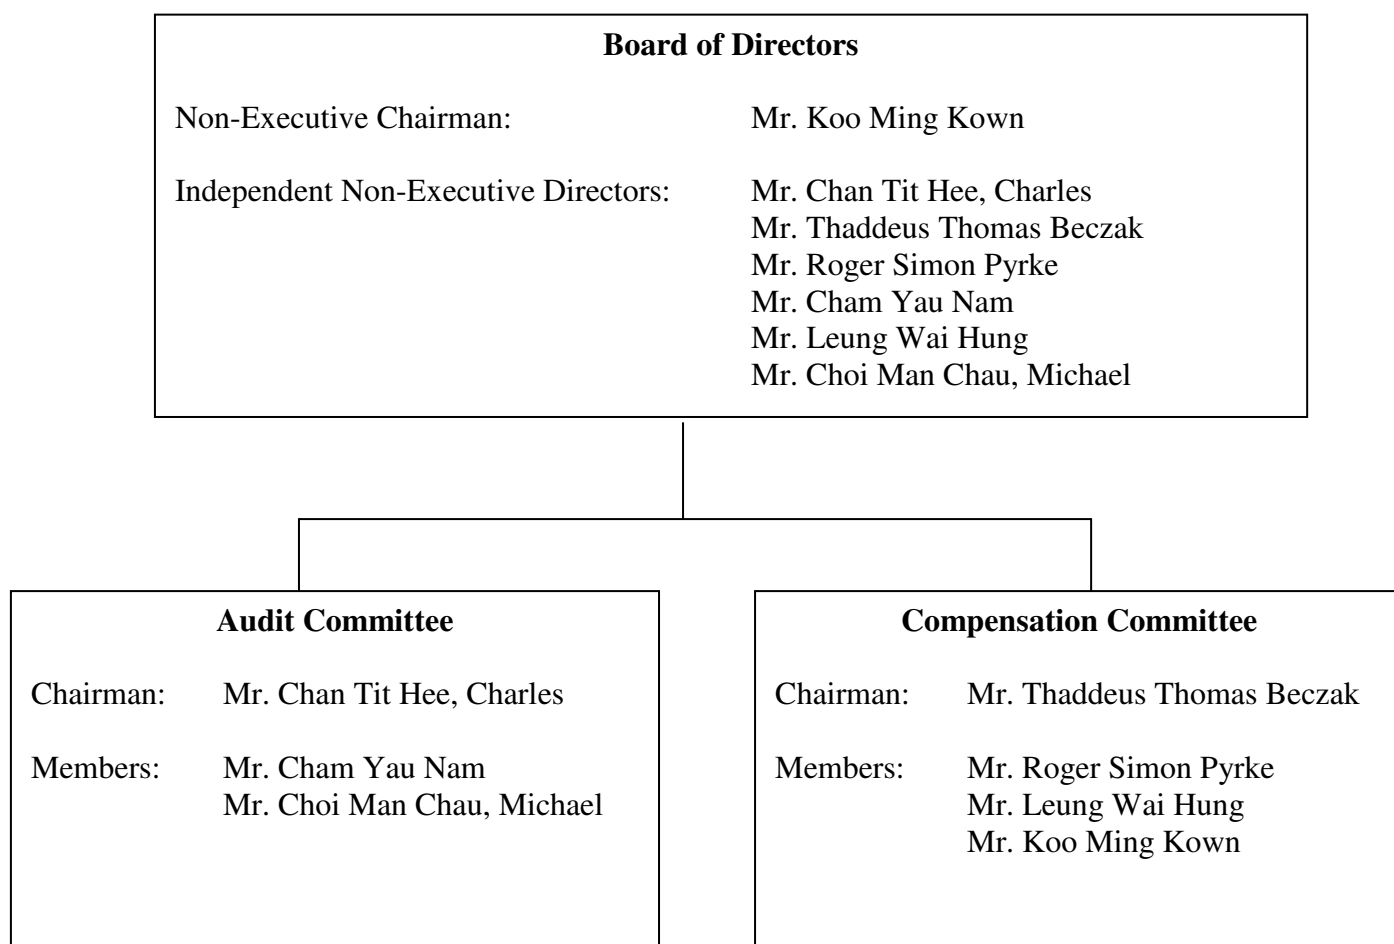 Board of Directors
Non-Executive Chairman: Mr. Koo Ming Kown
Independent Non-Executive Directors: Mr. Chan Tit Hee, Charles
Mr. Thaddeus Thomas Beczak
Mr. Roger Simon Pyrke
Mr. Cham Yau Nam
Mr. Leung Wai Hung
Mr. Choi Man Chau, Michael
Audit Committee
Chairman: Mr. Chan Tit Hee, Charles
Members: Mr. Cham Yau Nam
Mr. Choi Man Chau, Michael
Compensation Committee
Chairman: Mr. Thaddeus Thomas Beczak
Members: Mr. Roger Simon Pyrke
Mr. Leung Wai Hung
Mr. Koo Ming Kown